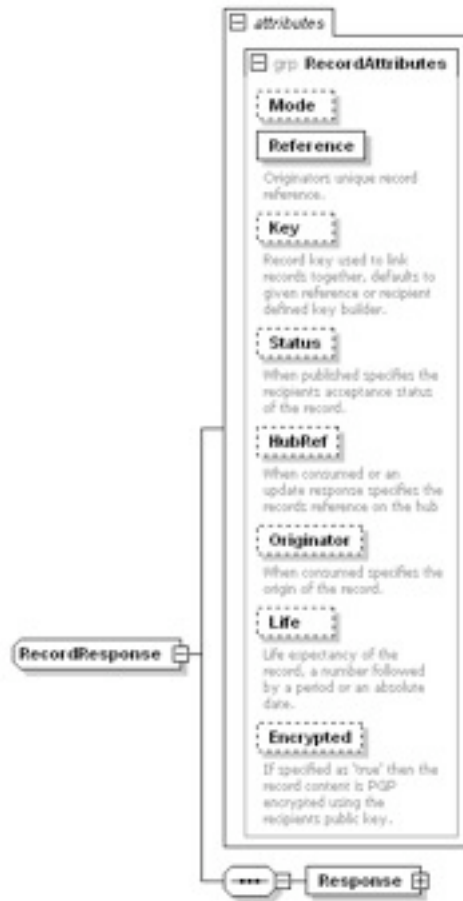 attributes
grp RecordAttributes
Mode
Reference
Originators unique record
reference.
Key
Record key used to link
records together, defaults to
given reference or recipient
defined key builder.
Status
When published specifies the
recipients acceptance status
of the record.
HubRef
When consumed or an
update response specifies the
records reference on the hub
Originator
When consumed specifies the
origin of the record.
RecordResponse
Life
Life expectancy of the
record, a number followed
by a period or an absolute
date.
Encrypted
If specified as 'true' then the
record content is PGP
encrypted using the
recipients public key.
Response